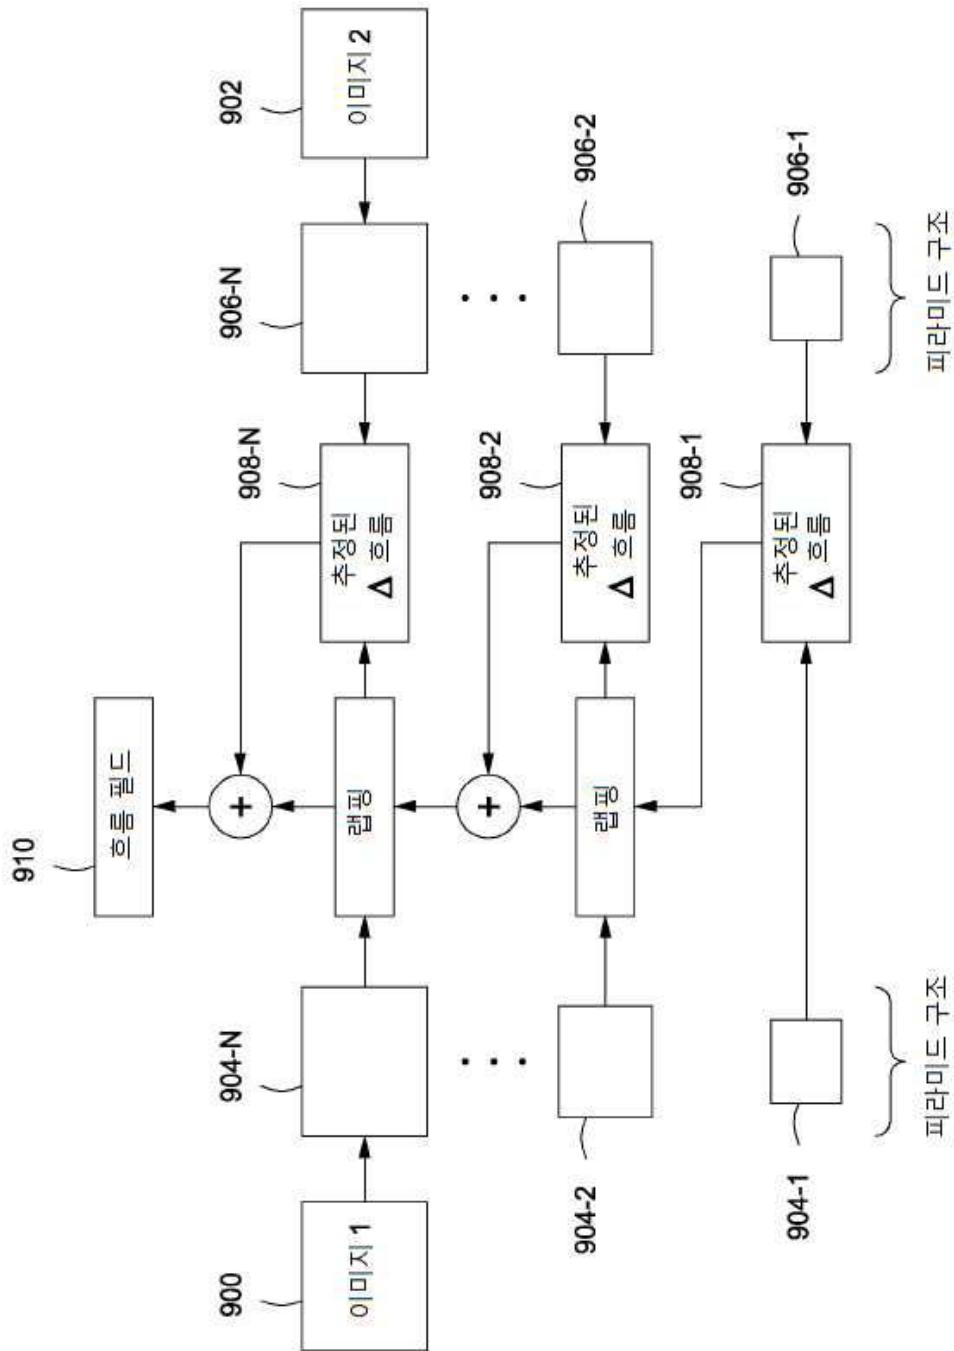 910
흐름 필드
900
904-N
908-N
906-N
902
+
이미지 1
랩핑
추정된
Δ 흐름
이미지 2
908-2
+
904-2
906-2
랩핑
추정된
Δ 흐름
908-1
904-1
906-1
추정된
Δ 흐름
피라미드 구조
피라미드 구조